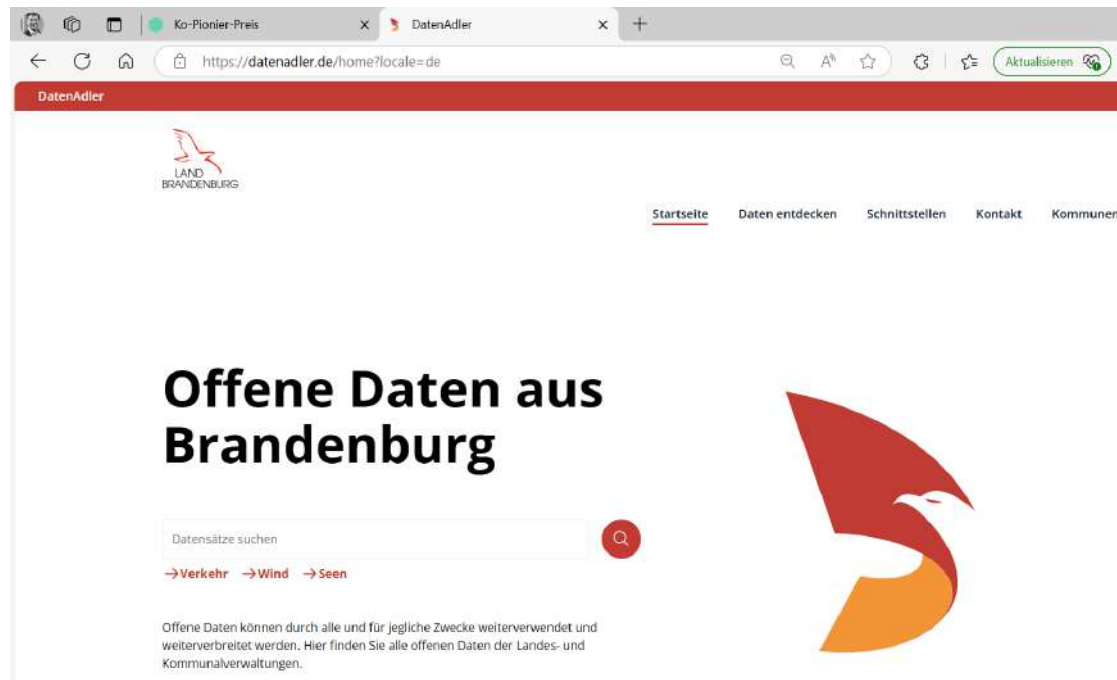 Ko-Pionier-Preis
DatenAdler
https://datenadler.de/home?locale=de
Aktualisieren
DatenAdler
LAND
BRANDENBURG
Startseite Daten entdecken Schnittstellen Kontakt Kommunen
Offene Daten aus
Brandenburg
Datensätze suchen
→Verkehr →Wind →Seen
Offene Daten können durch alle und für jegliche Zwecke weiterverwendet und
weiterverbreitet werden. Hier finden Sie alle offenen Daten der Landes- und
Kommunalverwaltungen.